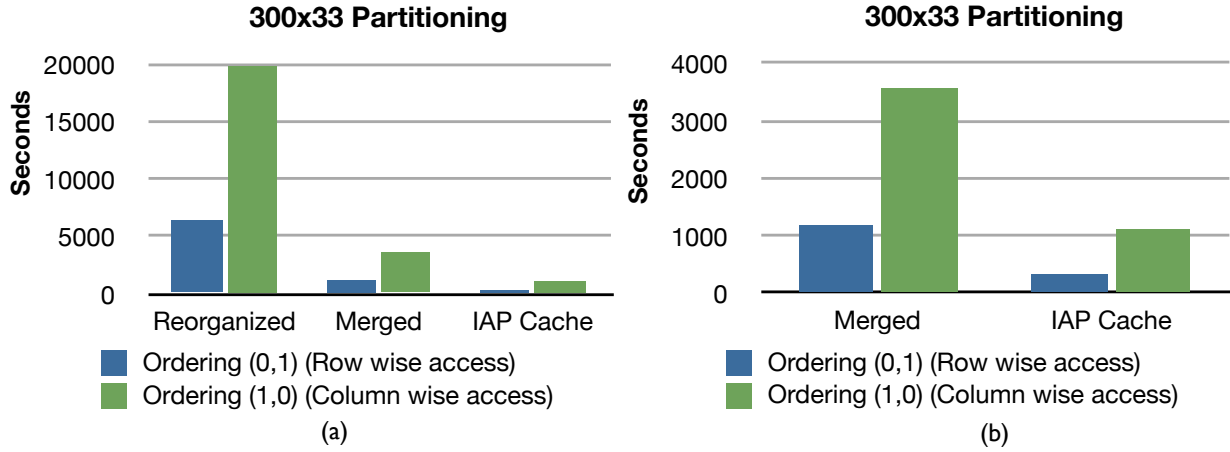 300x33 Partitioning
Seconds
20000
15000
10000
5000
0
Reorganized Merged IAP Cache
Ordering (0,1) (Row wise access)
Ordering (1,0) (Column wise access)
(a)
300x33 Partitioning
Seconds
4000
3000
2000
1000
0
Merged IAP Cache
Ordering (0,1) (Row wise access)
Ordering (1,0) (Column wise access)
(b)